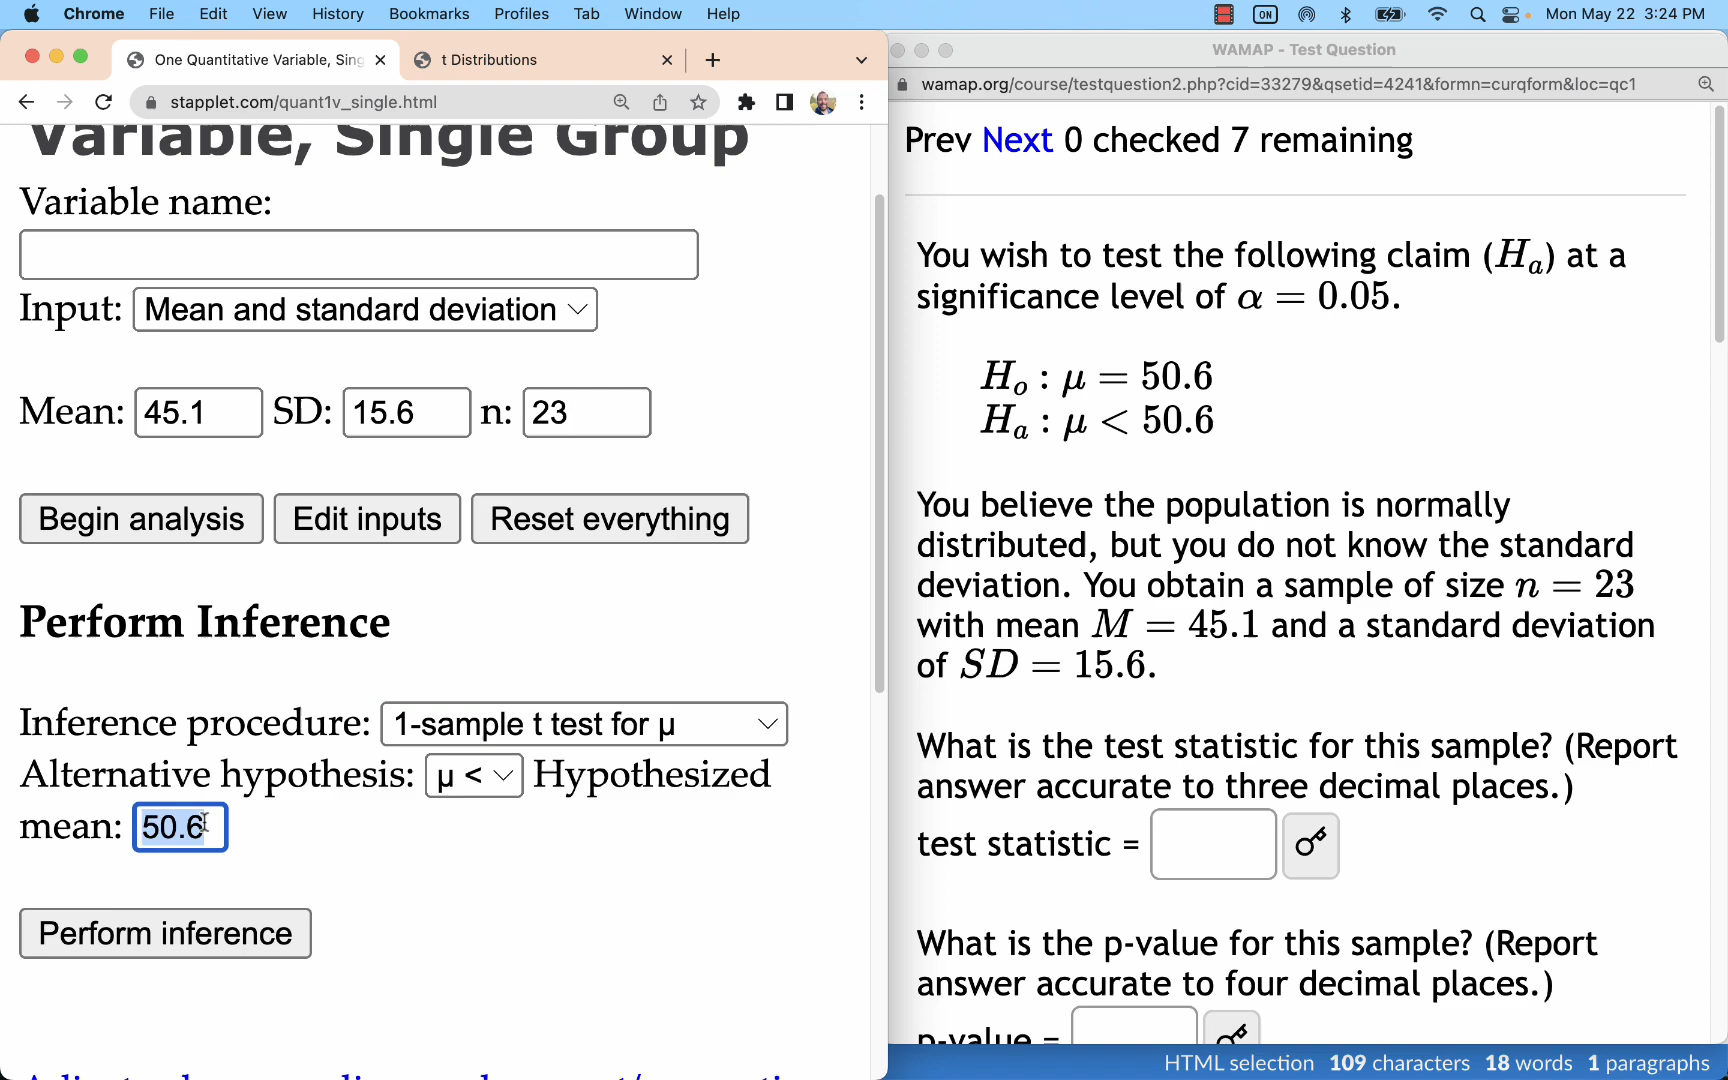 Chrome File Edit View History Bookmarks Profiles Tab Window Help
ON
Mon May 22 3:24 PM
One Quantitative Variable, Sing
t Distributions
stapplet.com/quant1v_single.html
Variable, Single Group
Variable name:
Input: Mean and standard deviation
Mean: 45.1 SD: 15.6 n: 23
Begin analysis Edit inputs Reset everything
Perform Inference
Inference procedure: 1-sample t test for μ
Alternative hypothesis: μ < Hypothesized
mean: 50.6
Perform inference
WAMAP - Test Question
wamap.org/course/testquestion2.php?cid=33279&qsetid=4241&formn=curqform&loc=qc1
Prev Next 0 checked 7 remaining
You wish to test the following claim (Hₐ) at a
significance level of α = 0.05.
Hₒ : μ = 50.6
Hₐ : μ < 50.6
You believe the population is normally
distributed, but you do not know the standard
deviation. You obtain a sample of size n = 23
with mean M = 45.1 and a standard deviation
of SD = 15.6.
What is the test statistic for this sample? (Report
answer accurate to three decimal places.)
test statistic =
What is the p-value for this sample? (Report
answer accurate to four decimal places.)
p-value =
HTML selection 109 characters 18 words 1 paragraphs